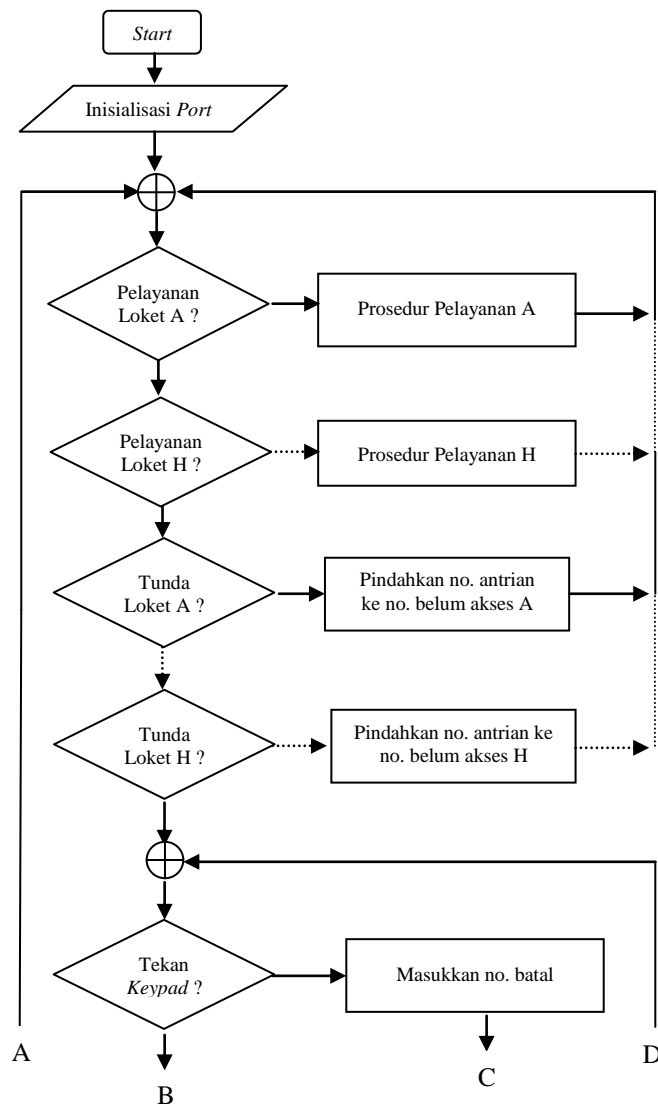 Start
Inisialisasi Port
Pelayanan
Loket A ?
Prosedur Pelayanan A
Pelayanan
Loket H ?
Prosedur Pelayanan H
Tunda
Loket A ?
Pindahkan no. antrian
ke no. belum akses A
Tunda
Loket H ?
Pindahkan no. antrian ke
no. belum akses H
Tekan
Keypad ?
Masukkan no. batal
A
B
C
D